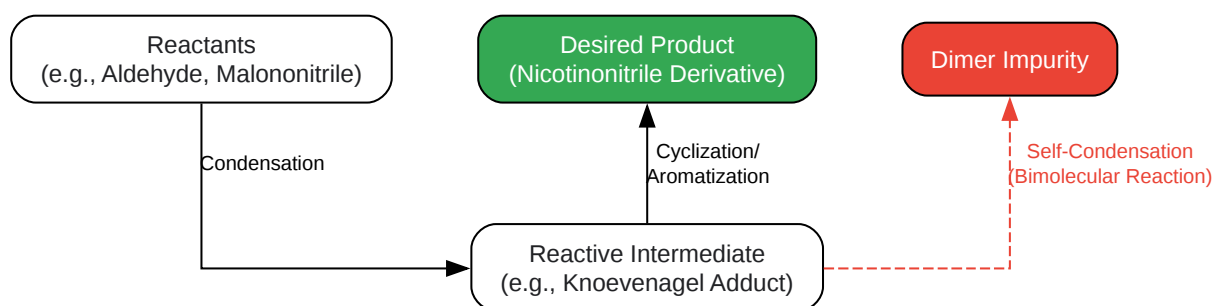 Reactants
(e.g., Aldehyde, Malononitrile)
Desired Product
(Nicotinonitrile Derivative)
Dimer Impurity
Condensation
Cyclization/
Aromatization
Self-Condensation
(Bimolecular Reaction)
Reactive Intermediate
(e.g., Knoevenagel Adduct)